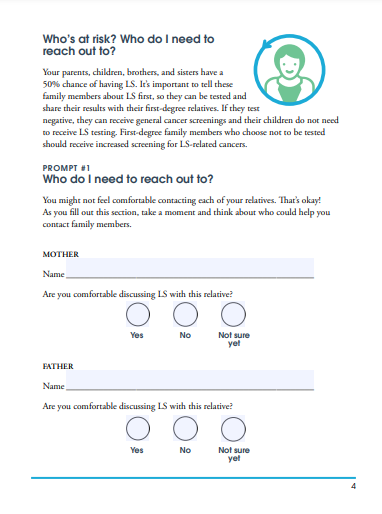 Who's at risk? Who do I need to
reach out to?
Your parents, children, brothers, and sisters have a
50% chance of having LS. It's important to tell these
family members about LS first, so they can be tested and
share their results with their first-degree relatives. If they test
negative, they can receive general cancer screenings and their children do not need
to receive LS testing. First-degree family members who choose not to be tested
should receive increased screening for LS-related cancers.
PROMPT #1
Who do I need to reach out to?
You might not feel comfortable contacting each of your relatives. That's okay!
As you fill out this section, take a moment and think about who could help you
contact family members.
MOTHER
Name
Are you comfortable discussing LS with this relative?
Yes No Not sure
yet
FATHER
Name
Are you comfortable discussing LS with this relative?
Yes No Not sure
yet
4